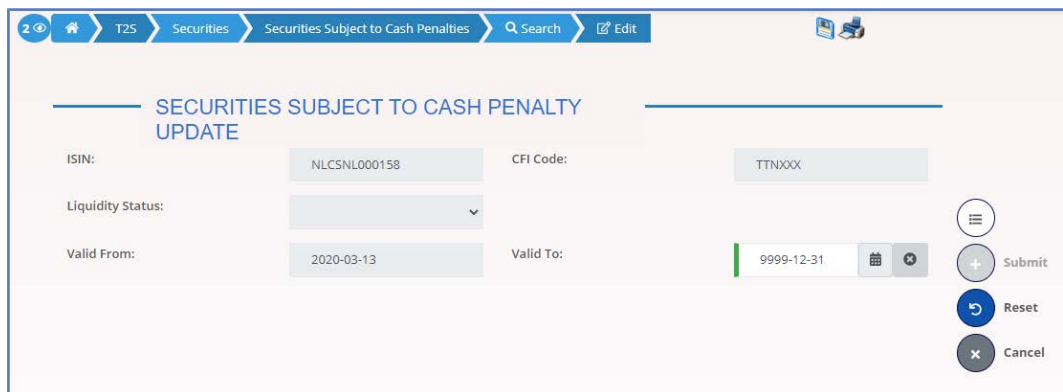 2 T2S Securities Securities Subject to Cash Penalties Search Edit
SECURITIES SUBJECT TO CASH PENALTY
UPDATE
ISIN: NLCSNL000158 CFI Code: TTNXXX
Liquidity Status:
Valid From: 2020-03-13 Valid To: 9999-12-31
Submit
Reset
Cancel